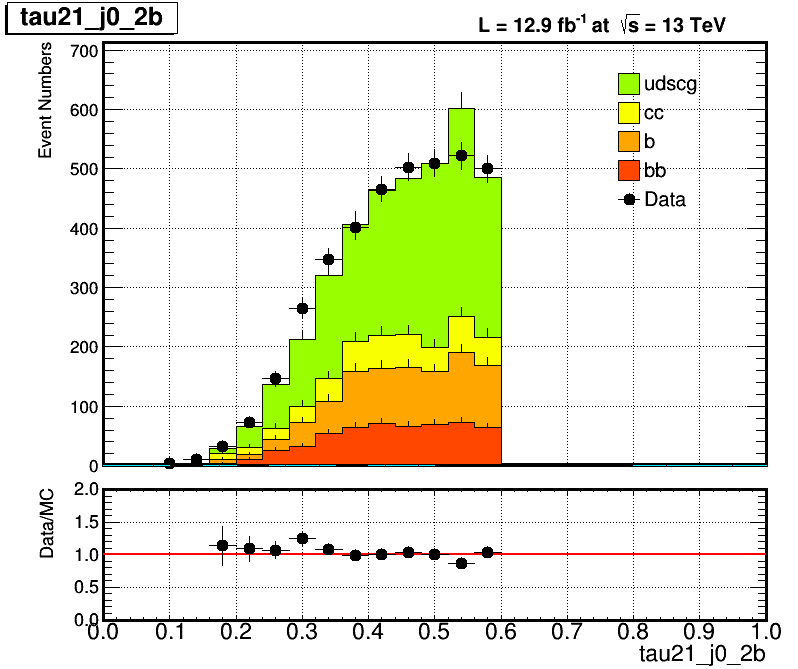 tau21_j0_2b
L = 12.9 fb-1 at √s = 13 TeV
Event Numbers
700
600
500
400
300
200
100
0
udscg
cc
b
bb
Data
Data/MC
2.0
1.5
1.0
0.5
0.0
0.0 0.1 0.2 0.3 0.4 0.5 0.6 0.7 0.8 0.9 1.0
tau21_j0_2b